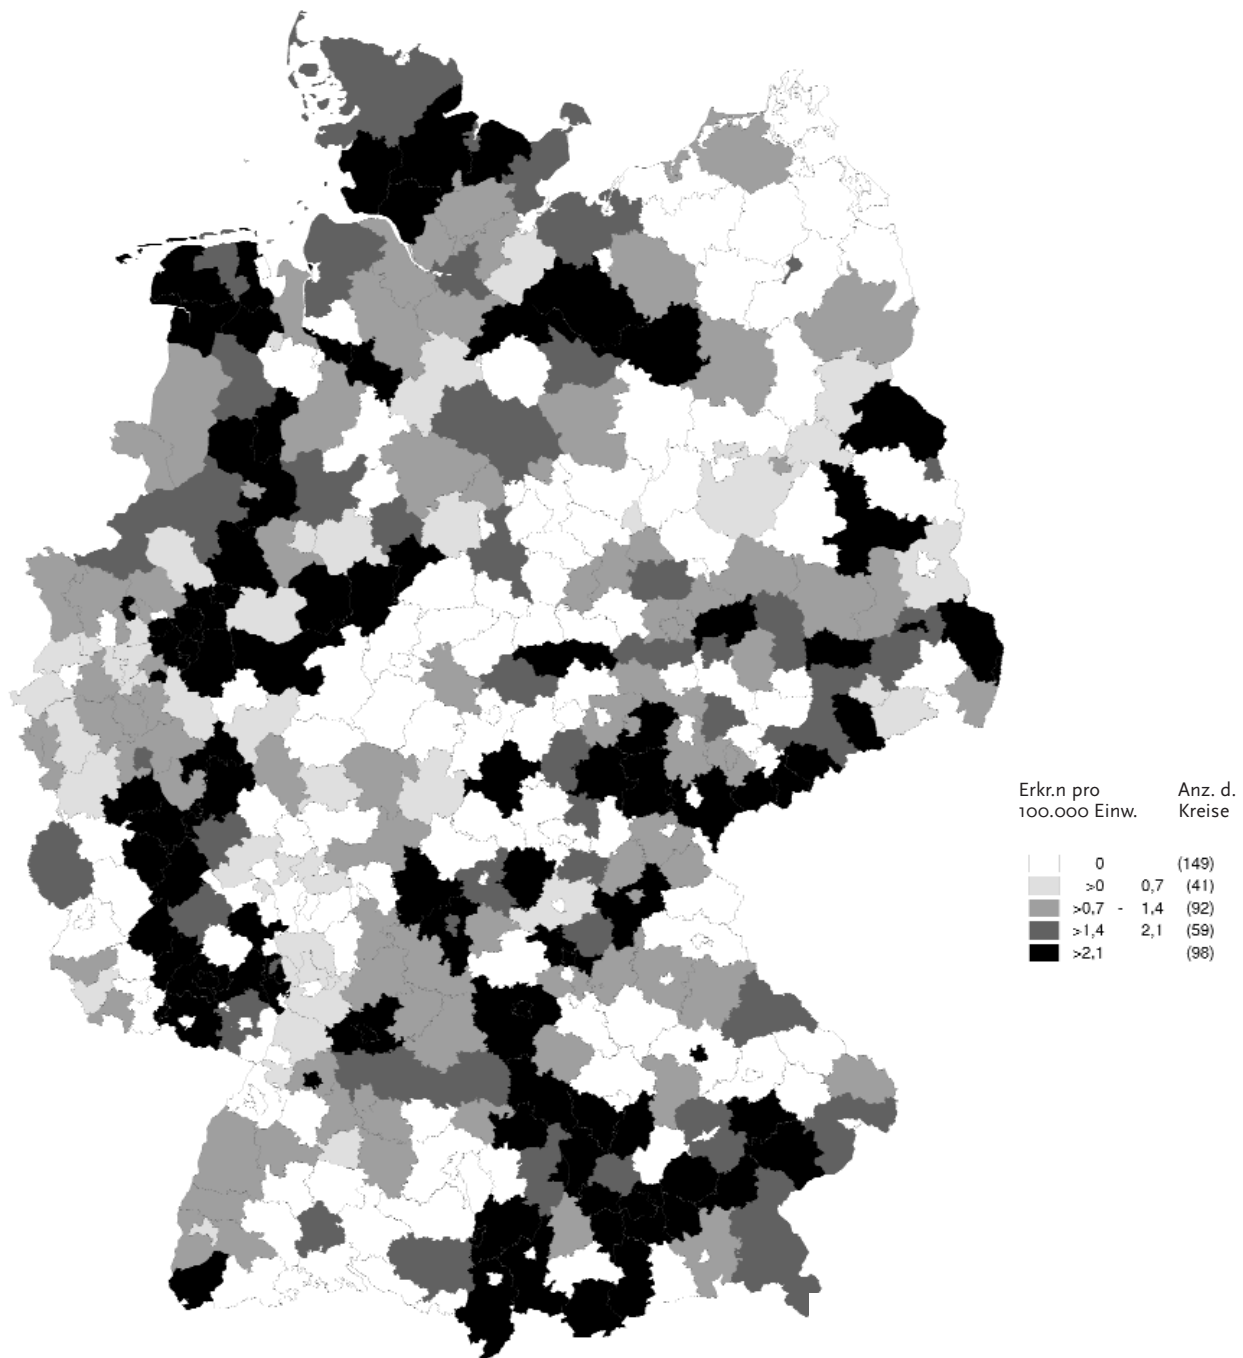 Erkr.n pro Anz. d.
100.000 Einw. Kreise
0 (149)
>0 0,7 (41)
>0,7 - 1,4 (92)
>1,4 2,1 (59)
>2,1 (98)